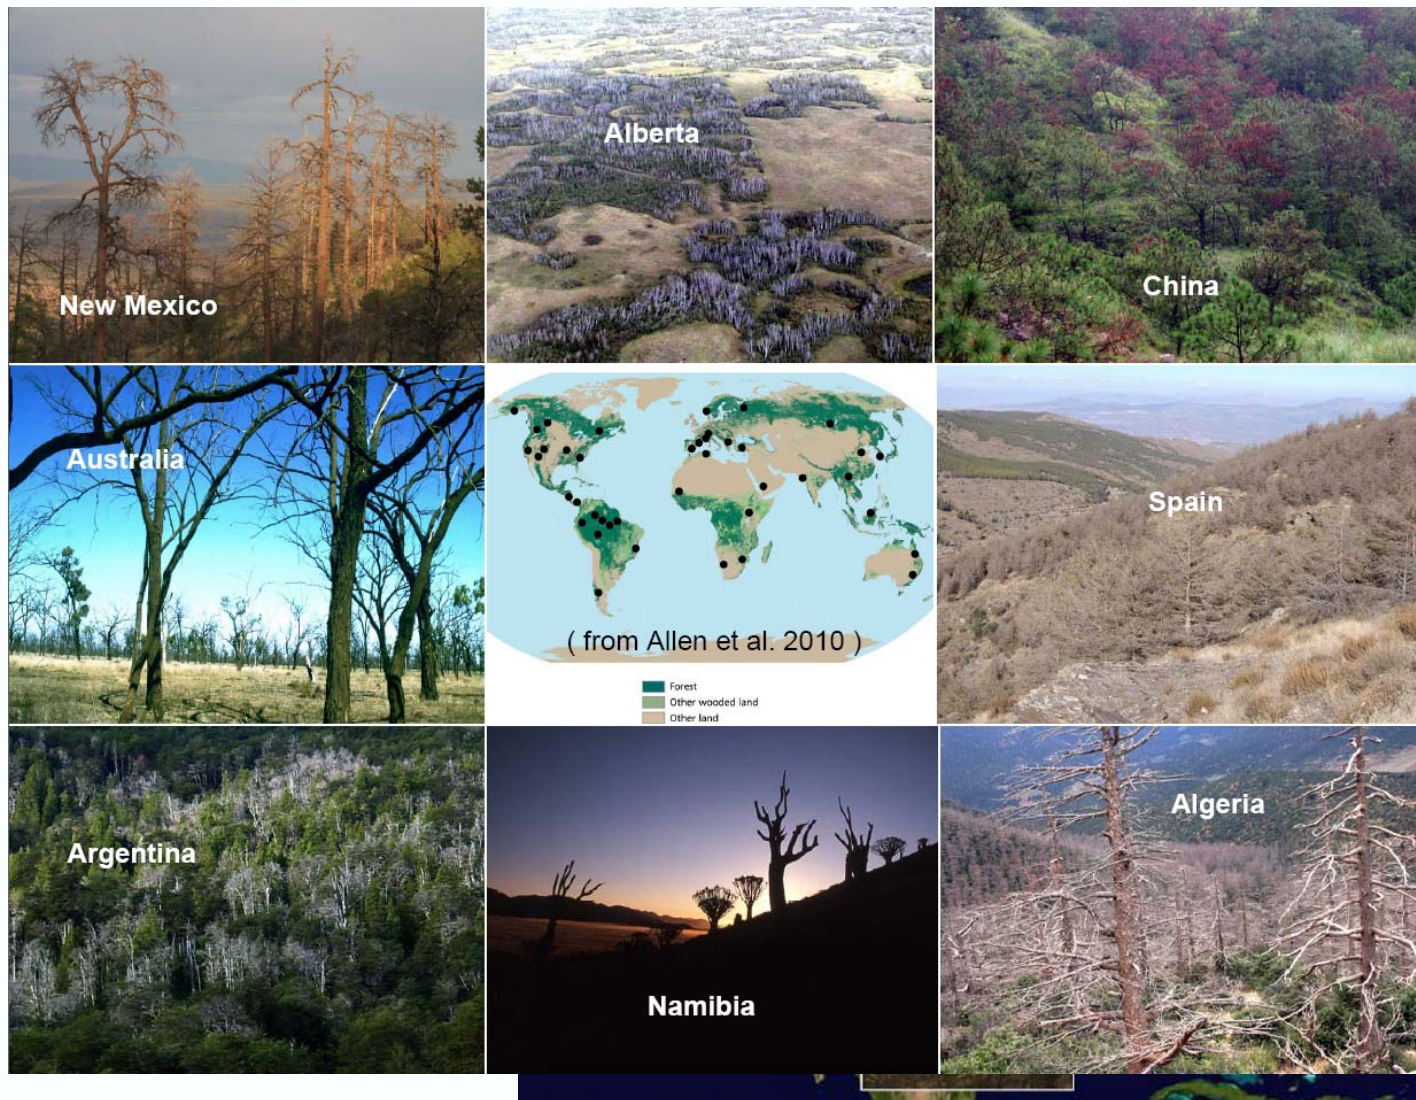 New Mexico
Alberta
China
Australia
( from Allen et al. 2010 )
Forest
Other wooded land
Other land
Spain
Argentina
Namibia
Algeria